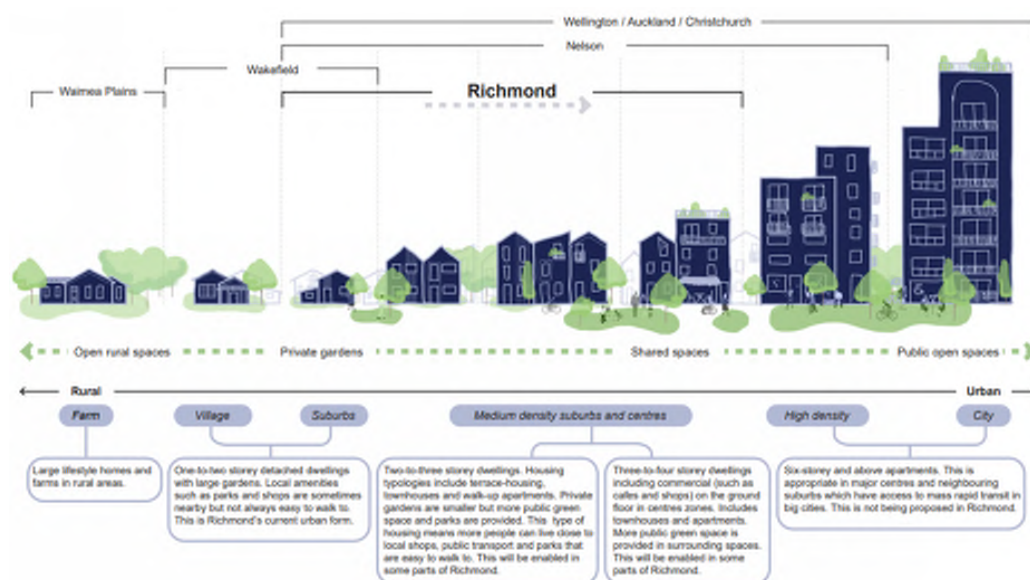 Wellington / Auckland / Christchurch
Nelson
Wakefield
Waimea Plains
Richmond
Open rural spaces
Private gardens
Shared spaces
Public open spaces
Rural
Urban
Farm
Village
Suburbs
Medium density suburbs and centres
High density
City
Large lifestyle homes and
farms in rural areas.
One-to-two storey detached dwellings
with large gardens. Local amenities
such as parks and shops are sometimes
nearby but not always easy to walk to.
This is Richmond's current urban form.
Two-to-three storey dwellings. Housing
typologies include terrace-housing,
townhouses and walk-up apartments. Private
gardens are smaller but more public green
space and parks are provided. This type of
housing means more people can live close to
local shops, public transport and parks that
are easy to walk to. This will be enabled in
some parts of Richmond.
Three-to-four storey dwellings
including commercial (such as
cafes and shops) on the ground
floor in centres zones. Includes
townhouses and apartments.
More public green space is
provided in surrounding spaces.
This will be enabled in some
parts of Richmond.
Six-storey and above apartments. This is
appropriate in major centres and neighbouring
suburbs which have access to mass rapid transit in
big cities. This is not being proposed in Richmond.